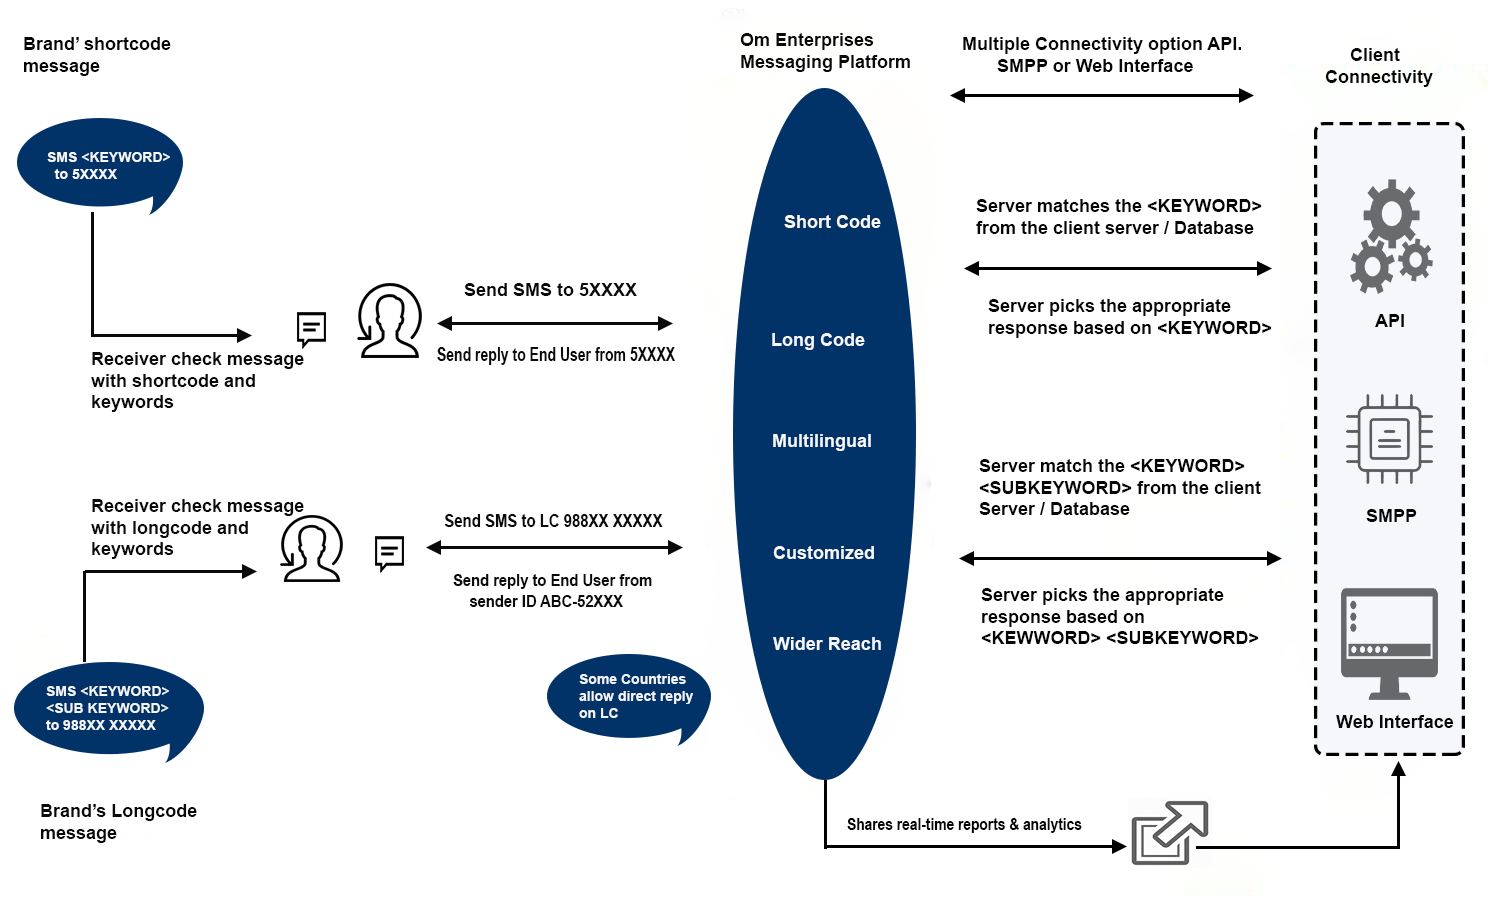 Brand’ shortcode
message
SMS <KEYWORD>
to 5XXXX
Receiver check message
with shortcode and
keywords
Send SMS to 5XXXX
Send reply to End User from 5XXXX
Receiver check message
with longcode and
keywords
Send SMS to LC 988XX XXXXX
Send reply to End User from
sender ID ABC-52XXX
SMS <KEYWORD>
<SUB KEYWORD>
to 988XX XXXXX
Brand’s Longcode
message
Some Countries
allow direct reply
on LC
Om Enterprises
Messaging Platform
Short Code
Long Code
Multilingual
Customized
Wider Reach
Multiple Connectivity option API.
SMPP or Web Interface
Server matches the <KEYWORD>
from the client server / Database
Server picks the appropriate
response based on <KEYWORD>
Server match the <KEYWORD>
<SUBKEYWORD> from the client
Server / Database
Server picks the appropriate
response based on
<KEWWORD> <SUBKEYWORD>
Client
Connectivity
API
SMPP
Web Interface
Shares real-time reports & analytics